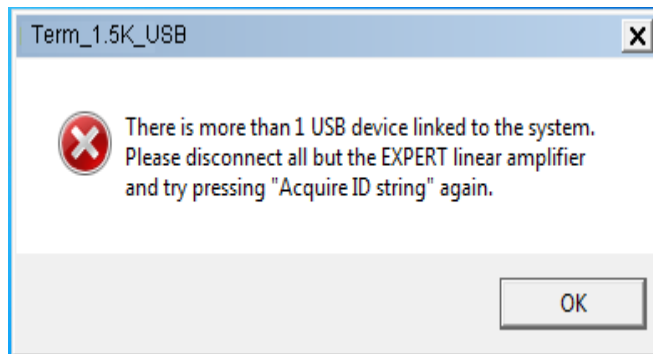 Term_1.5K_USB
There is more than 1 USB device linked to the system.
Please disconnect all but the EXPERT linear amplifier
and try pressing "Acquire ID string" again.
OK